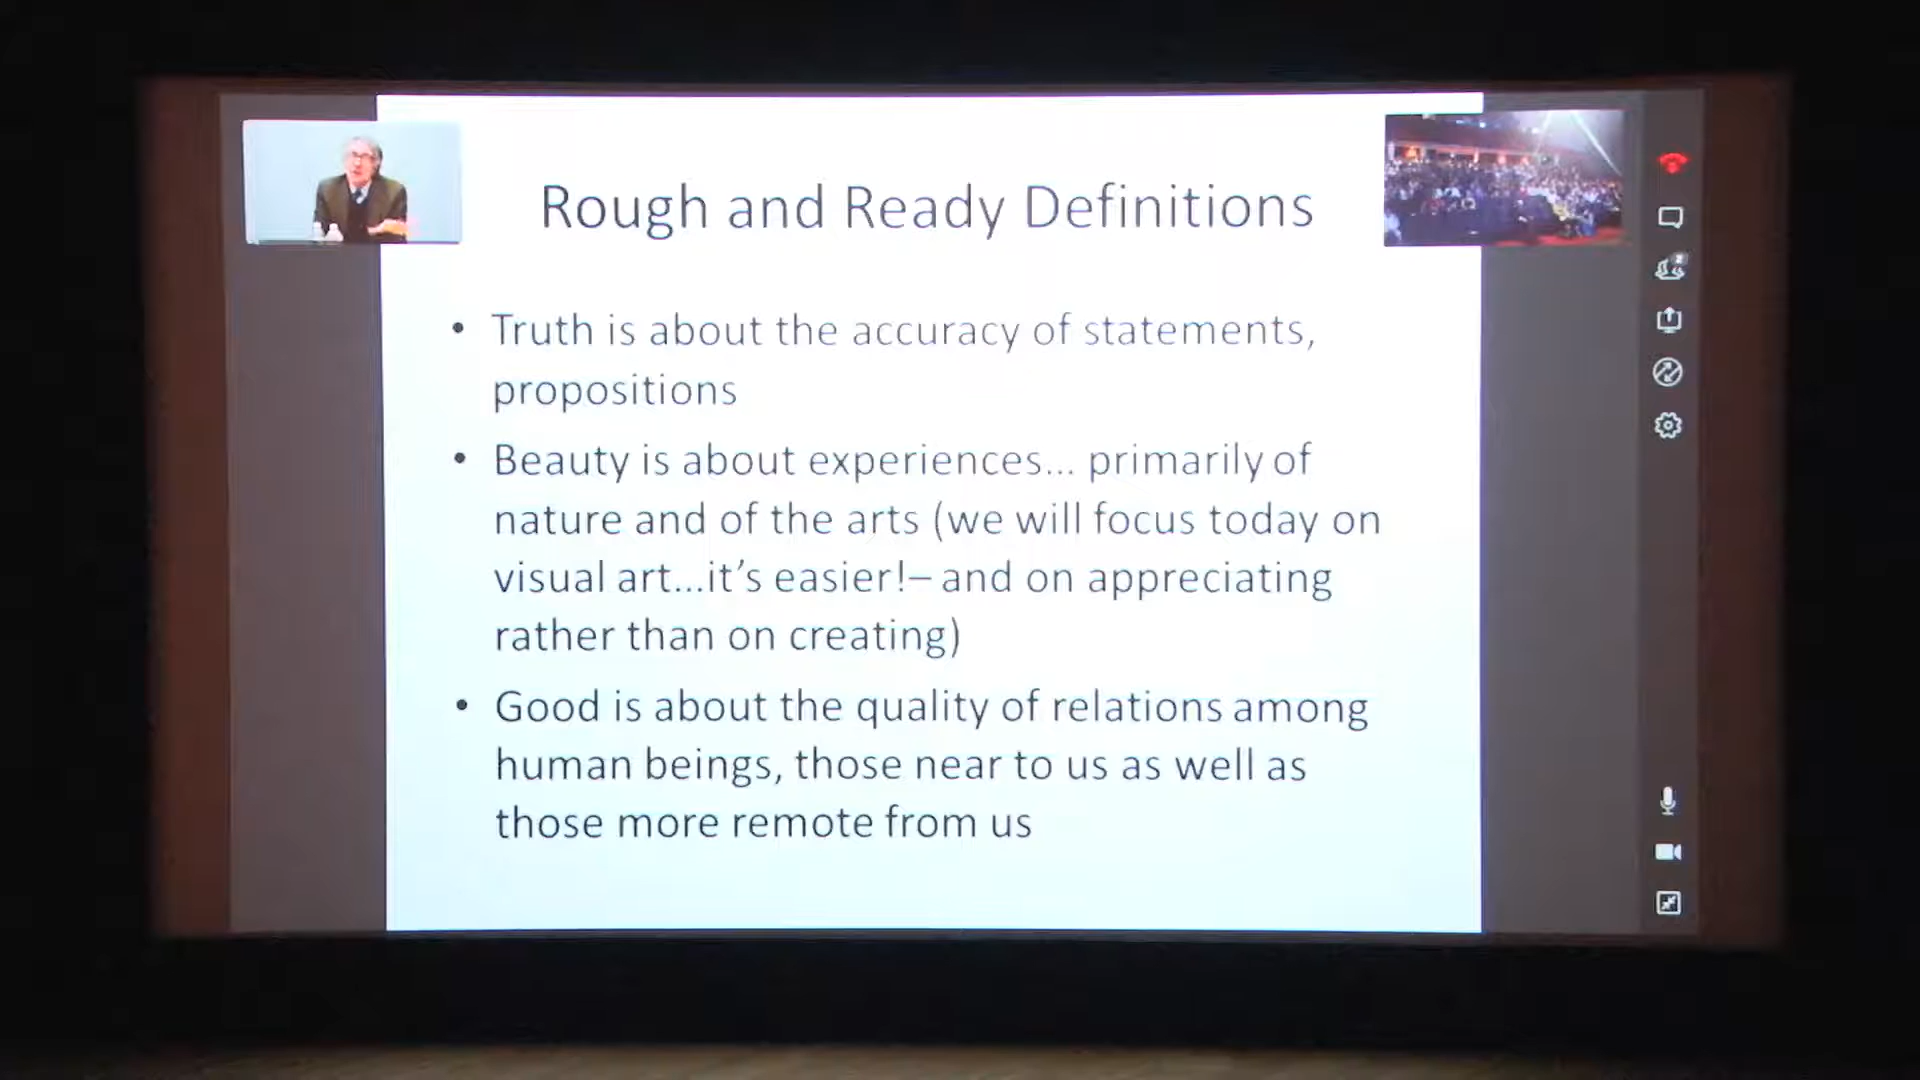 Rough and Ready Definitions
• Truth is about the accuracy of statements,
propositions
• Beauty is about experiences... primarily of
nature and of the arts (we will focus today on
visual art...it's easier!– and on appreciating
rather than on creating)
• Good is about the quality of relations among
human beings, those near to us as well as
those more remote from us
2